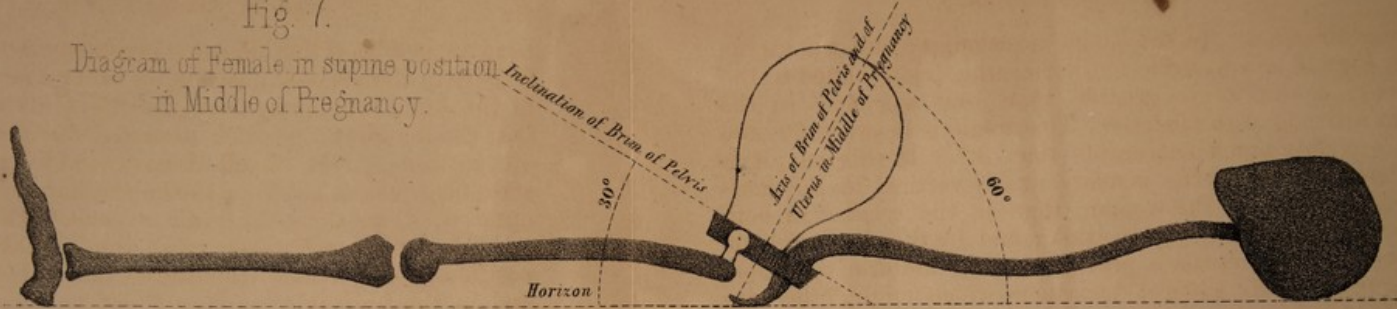 Fig. 7.
Diagram of Female in supine position
in Middle of Pregnancy.
Inclination of Brim of Pelvis
Axis of Brim of Pelvis and of
Uterus in Middle of Pregnancy
30°
60°
Horizon